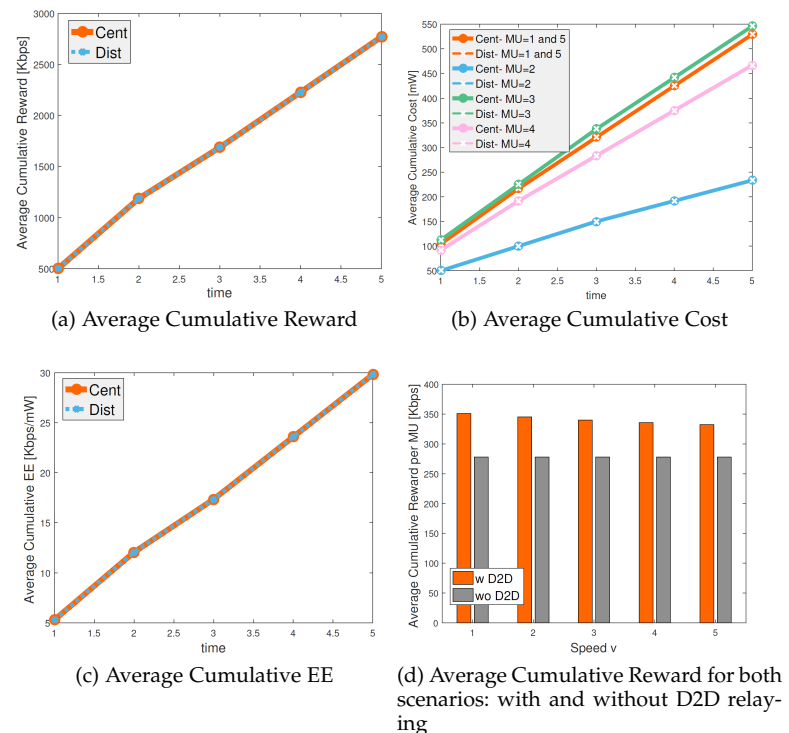 Average Cumulative Reward [Kbps]
3000
2500
2000
1500
1000
500
Cent
Dist
1 1.5 2 2.5 3 3.5 4 4.5 5
time
(a) Average Cumulative Reward
Average Cumulative Cost [mW]
550
500
450
400
350
300
250
200
150
100
50
Cent- MU=1 and 5
Dist- MU=1 and 5
Cent- MU=2
Dist- MU=2
Cent- MU=3
Dist- MU=3
Cent- MU=4
Dist- MU=4
1 1.5 2 2.5 3 3.5 4 4.5 5
time
(b) Average Cumulative Cost
Average Cumulative EE [Kbps/mW]
30
25
20
15
10
5
Cent
Dist
1 1.5 2 2.5 3 3.5 4 4.5 5
time
(c) Average Cumulative EE
Average Cumulative Reward per MU [Kbps]
400
350
300
250
200
150
100
50
0
w D2D
wo D2D
1 2 3 4 5
Speed v
(d) Average Cumulative Reward for both
scenarios: with and without D2D relay-
ing